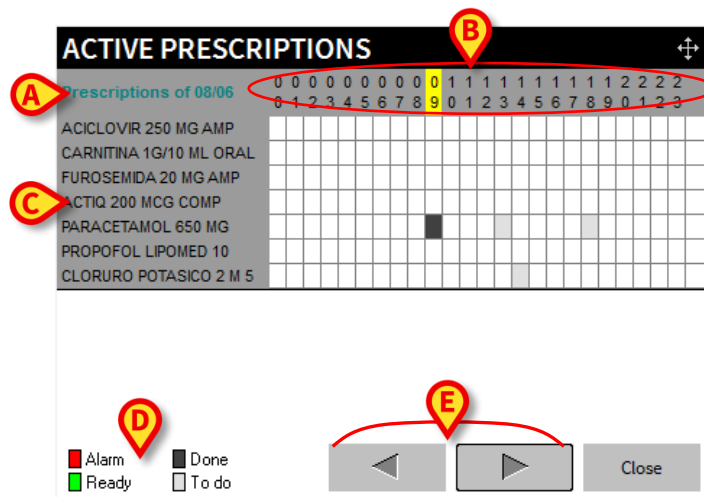 B
ACTIVE PRESCRIPTIONS
A
Prescriptions of 08/06
0 0 0 0 0 0 0 0 0 0 1 1 1 1 1 1 1 1 1 1 2 2 2 2
0 1 2 3 4 5 6 7 8 9 0 1 2 3 4 5 6 7 8 9 0 1 2 3
ACICLOVIR 250 MG AMP
CARNITINA 1G/10 ML ORAL
FUROSEMIDA 20 MG AMP
C
ACTIQ 200 MCG COMP
PARACETAMOL 650 MG
PROPOFOL LIPOMED 10
CLORURO POTASICO 2 M 5
D
E
Alarm Done
Ready To do
Close